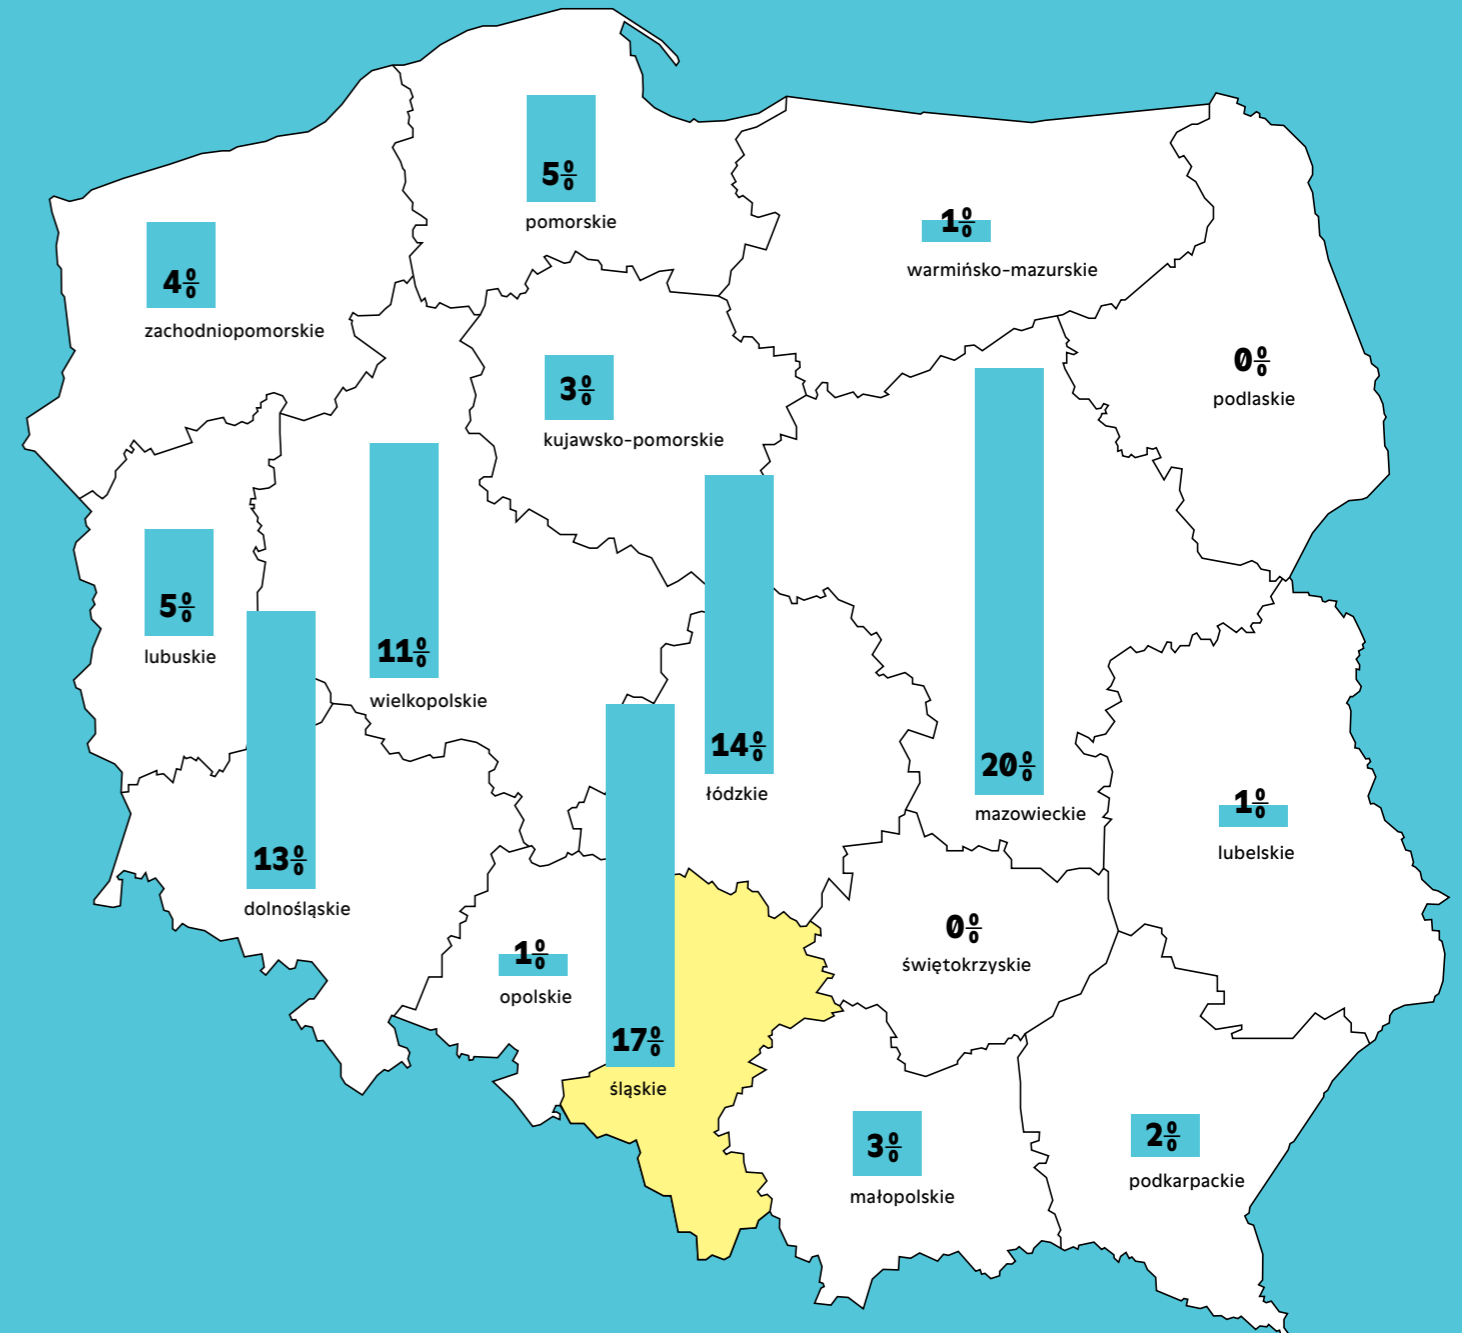 5%
pomorskie
1%
warmińsko-mazurskie
4%
zachodniopomorskie
0%
podlaskie
3%
kujawsko-pomorskie
5%
lubuskie
11%
wielkopolskie
14%
łódzkie
20%
mazowieckie
1%
lubelskie
13%
dolnośląskie
0%
świętokrzyskie
1%
opolskie
17%
śląskie
3%
małopolskie
2%
podkarpackie